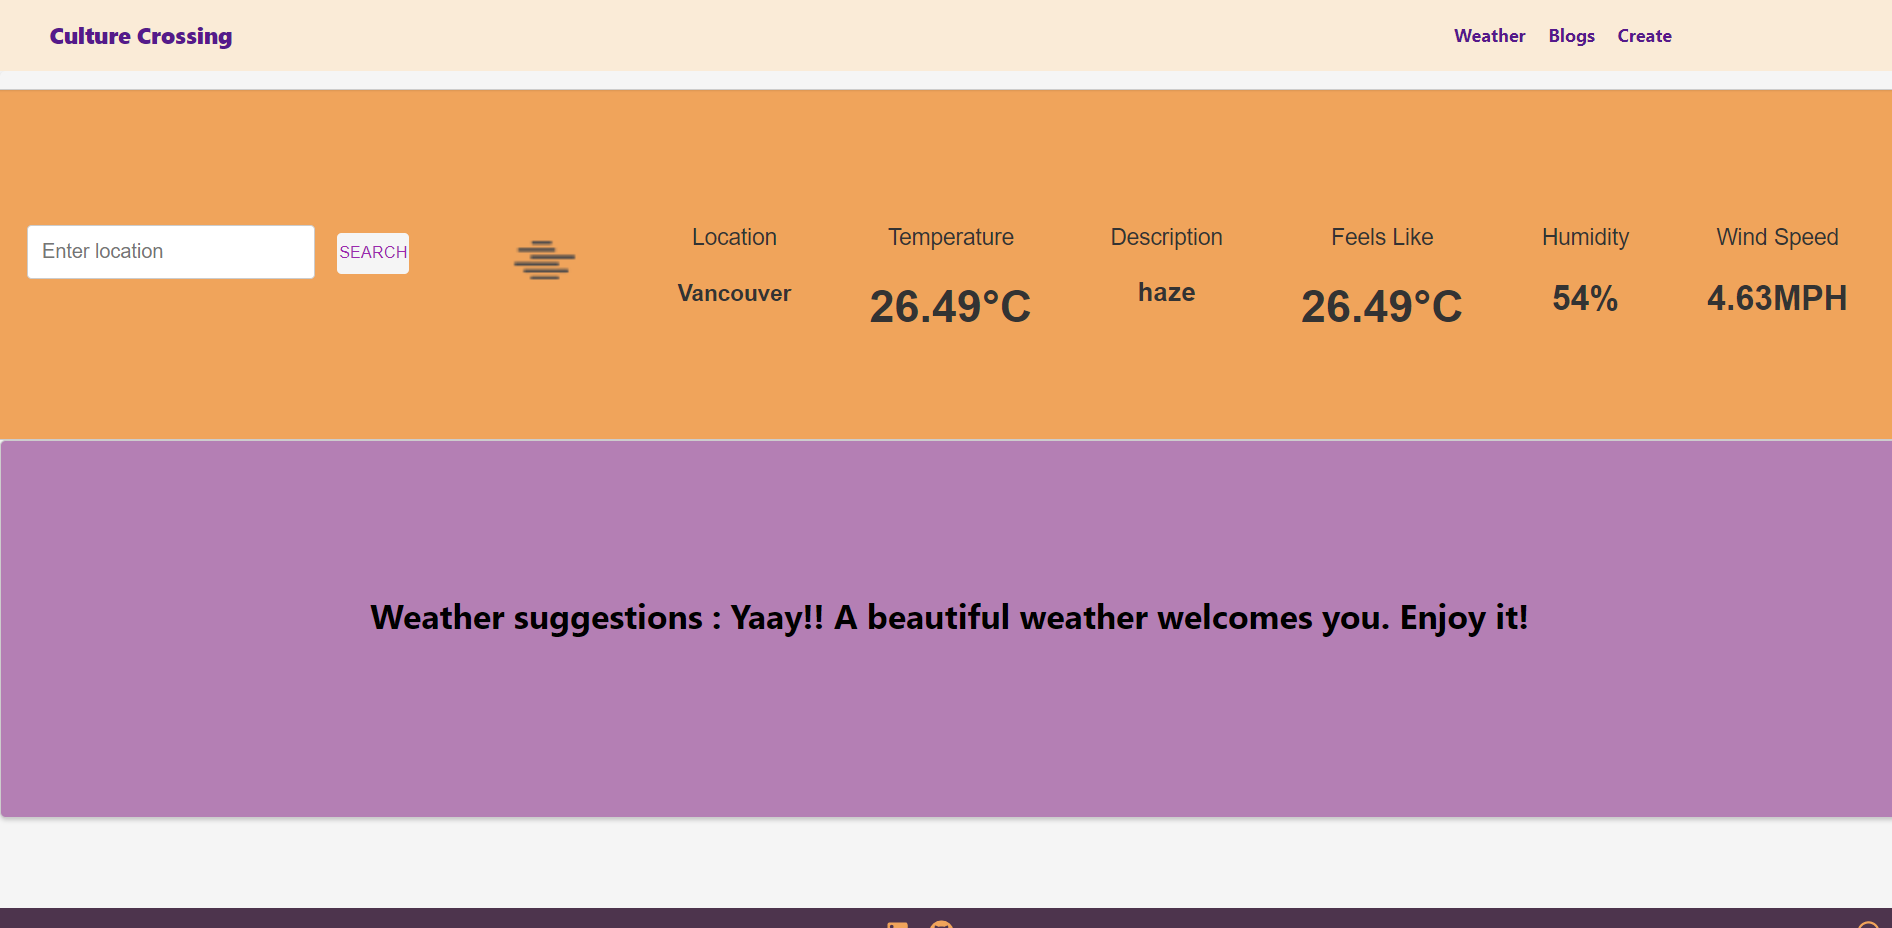 Culture Crossing
Weather Blogs Create
Enter location
SEARCH
Location Temperature Description Feels Like Humidity Wind Speed
Vancouver 26.49°C haze 26.49°C 54% 4.63MPH
Weather suggestions : Yaay!! A beautiful weather welcomes you. Enjoy it!